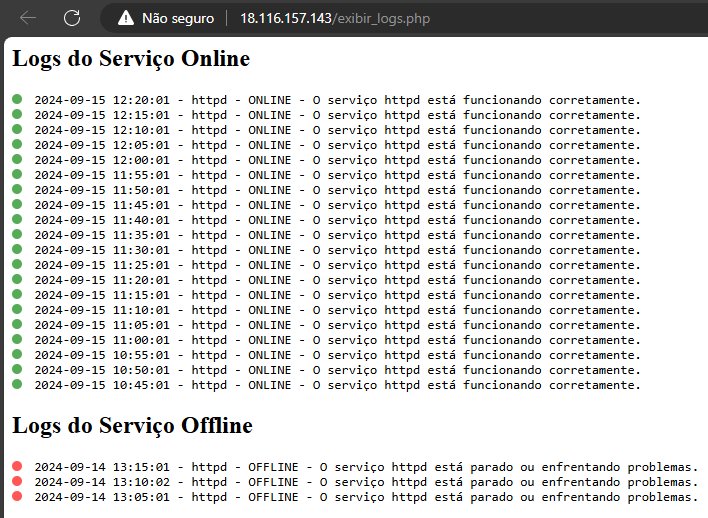 Não seguro 18.116.157.143/exibir_logs.php
Logs do Serviço Online
2024-09-15 12:20:01 - httpd - ONLINE - O serviço httpd está funcionando corretamente.
2024-09-15 12:15:01 - httpd - ONLINE - O serviço httpd está funcionando corretamente.
2024-09-15 12:10:01 - httpd - ONLINE - O serviço httpd está funcionando corretamente.
2024-09-15 12:05:01 - httpd - ONLINE - O serviço httpd está funcionando corretamente.
2024-09-15 12:00:01 - httpd - ONLINE - O serviço httpd está funcionando corretamente.
2024-09-15 11:55:01 - httpd - ONLINE - O serviço httpd está funcionando corretamente.
2024-09-15 11:50:01 - httpd - ONLINE - O serviço httpd está funcionando corretamente.
2024-09-15 11:45:01 - httpd - ONLINE - O serviço httpd está funcionando corretamente.
2024-09-15 11:40:01 - httpd - ONLINE - O serviço httpd está funcionando corretamente.
2024-09-15 11:35:01 - httpd - ONLINE - O serviço httpd está funcionando corretamente.
2024-09-15 11:30:01 - httpd - ONLINE - O serviço httpd está funcionando corretamente.
2024-09-15 11:25:01 - httpd - ONLINE - O serviço httpd está funcionando corretamente.
2024-09-15 11:20:01 - httpd - ONLINE - O serviço httpd está funcionando corretamente.
2024-09-15 11:15:01 - httpd - ONLINE - O serviço httpd está funcionando corretamente.
2024-09-15 11:10:01 - httpd - ONLINE - O serviço httpd está funcionando corretamente.
2024-09-15 11:05:01 - httpd - ONLINE - O serviço httpd está funcionando corretamente.
2024-09-15 11:00:01 - httpd - ONLINE - O serviço httpd está funcionando corretamente.
2024-09-15 10:55:01 - httpd - ONLINE - O serviço httpd está funcionando corretamente.
2024-09-15 10:50:01 - httpd - ONLINE - O serviço httpd está funcionando corretamente.
2024-09-15 10:45:01 - httpd - ONLINE - O serviço httpd está funcionando corretamente.
Logs do Serviço Offline
2024-09-14 13:15:01 - httpd - OFFLINE - O serviço httpd está parado ou enfrentando problemas.
2024-09-14 13:10:02 - httpd - OFFLINE - O serviço httpd está parado ou enfrentando problemas.
2024-09-14 13:05:01 - httpd - OFFLINE - O serviço httpd está parado ou enfrentando problemas.